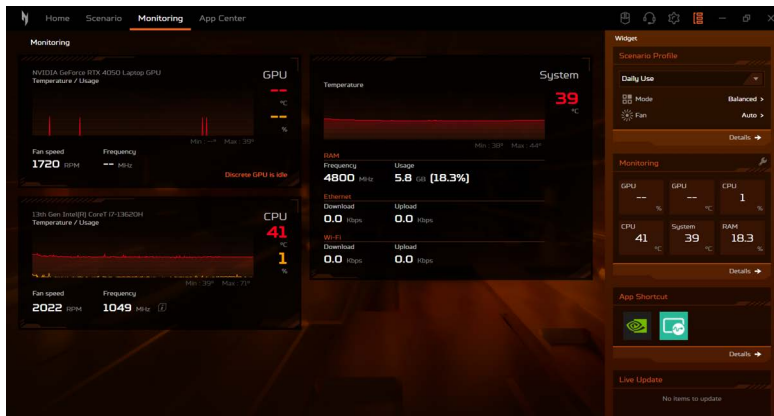 Home Scenario Monitoring App Center
Monitoring
NVIDIA GeForce RTX 4050 Laptop GPU
Temperature / Usage
GPU
--
°C
--
%
Min : --° Max : 39°
Fan speed Frequency
1720 RPM -- MHz
Discrete GPU is idle
13th Gen Intel(R) CoreT i7-13620H
Temperature / Usage
CPU
41
°C
1
%
Min : 39° Max : 71°
Fan speed Frequency
2022 RPM 1049 MHz
System
Temperature
39
°C
Min : 38° Max : 44°
RAM
Frequency Usage
4800 MHz 5.8 GB (18.3%)
Ethernet
Download Upload
0.0 Kbps 0.0 Kbps
Wi-Fi
Download Upload
0.0 Kbps 0.0 Kbps
Widget
Scenario Profile
Daily Use
Mode Balanced >
Fan Auto >
Details →
Monitoring
GPU GPU CPU
-- -- 1
% °C %
CPU System RAM
41 39 18.3
°C °C %
Details →
App Shortcut
Details →
Live Update
No items to update